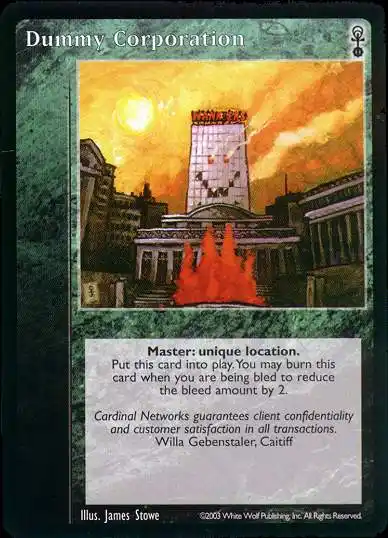 Dummy Corporation
Master: unique location.
Put this card into play. You may burn this
card when you are being bled to reduce
the bleed amount by 2.
Cardinal Networks guarantees client confidentiality
and customer satisfaction in all transactions.
Willa Gebenstaler, Caitiff
Illus. James Stowe
©2003 White Wolf Publishing, Inc. All Rights Reserved.